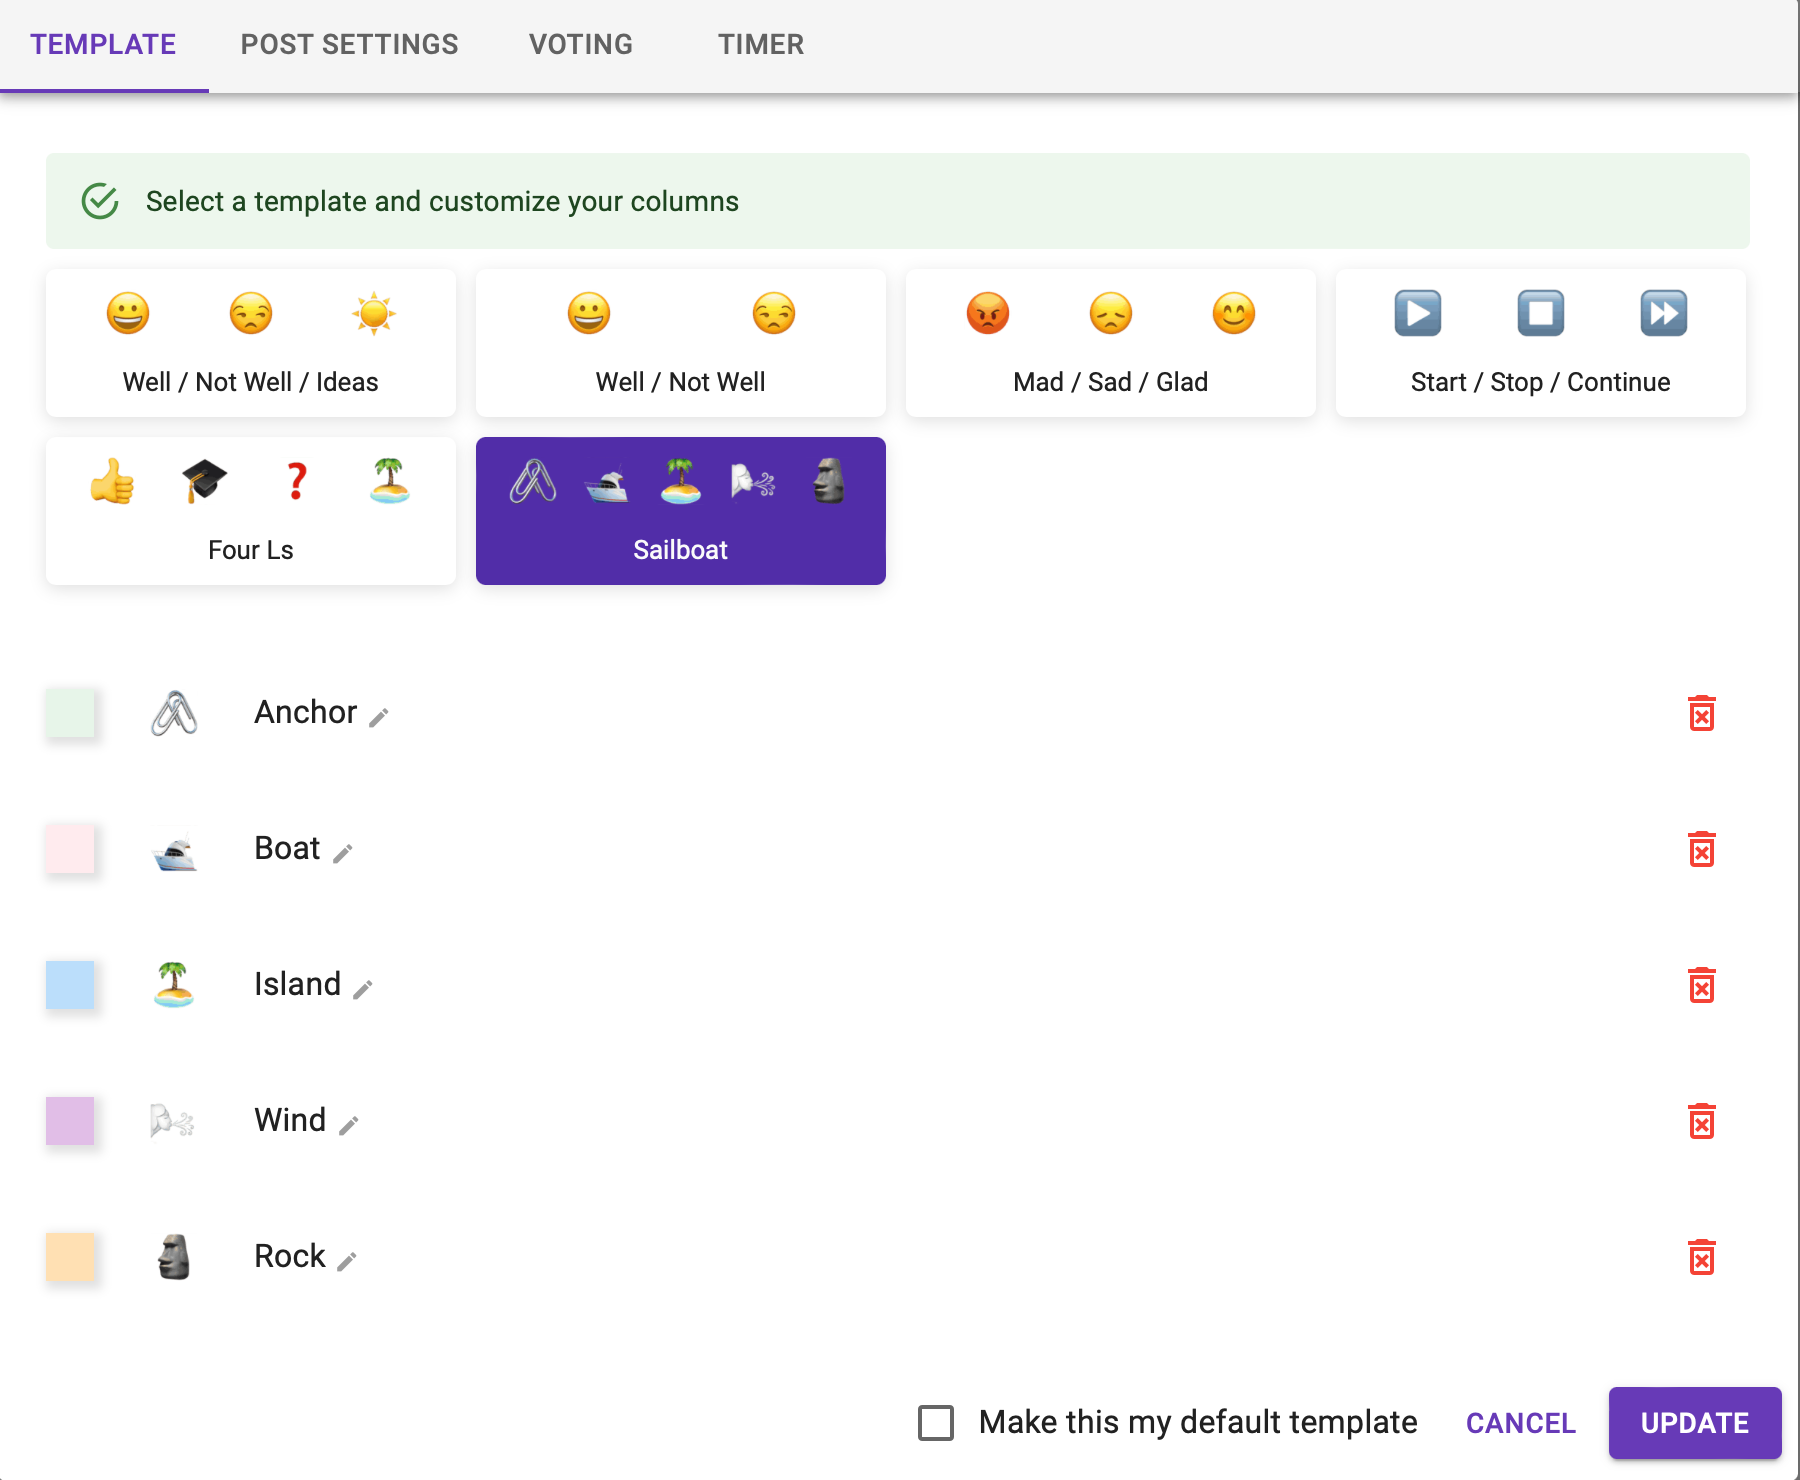 TEMPLATE POST SETTINGS VOTING TIMER
Select a template and customize your columns
Well / Not Well / Ideas
Well / Not Well
Mad / Sad / Glad
Start / Stop / Continue
Four Ls
Sailboat
Anchor
Boat
Island
Wind
Rock
Make this my default template CANCEL UPDATE